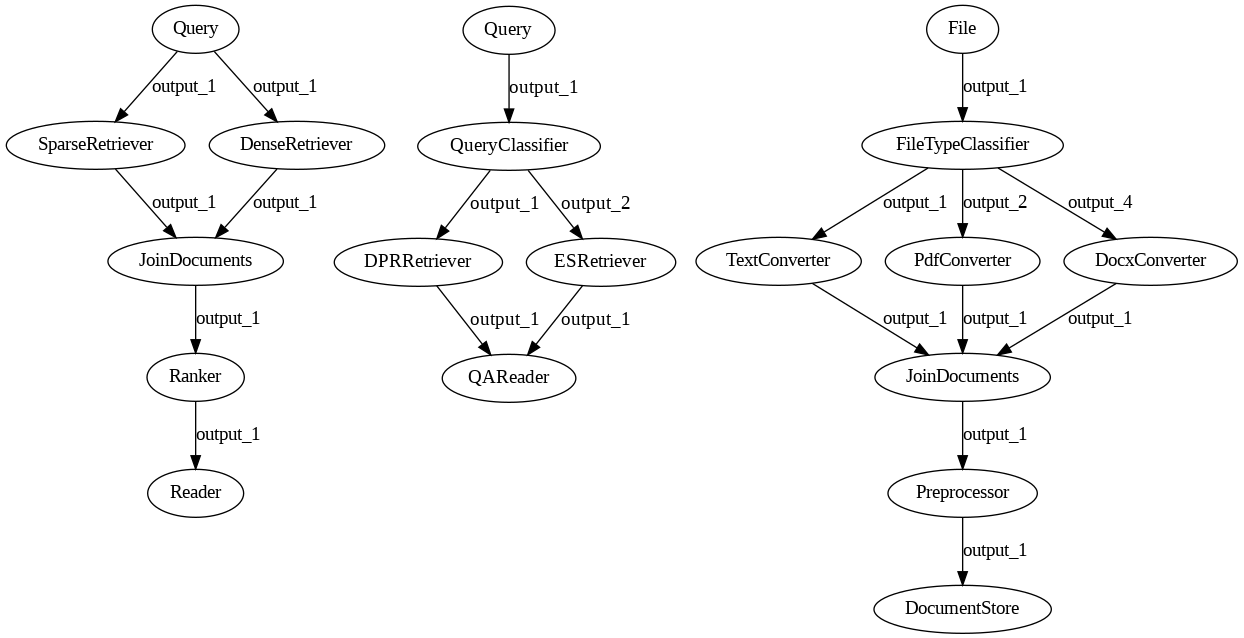 Query
output_1
output_1
SparseRetriever
DenseRetriever
output_1
output_1
JoinDocuments
output_1
Ranker
output_1
Reader
Query
output_1
QueryClassifier
output_1
output_2
DPRRetriever
ESRetriever
output_1
output_1
QAReader
File
output_1
FileTypeClassifier
output_1
output_2
output_4
TextConverter
PdfConverter
DocxConverter
output_1
output_1
output_1
JoinDocuments
output_1
Preprocessor
output_1
DocumentStore